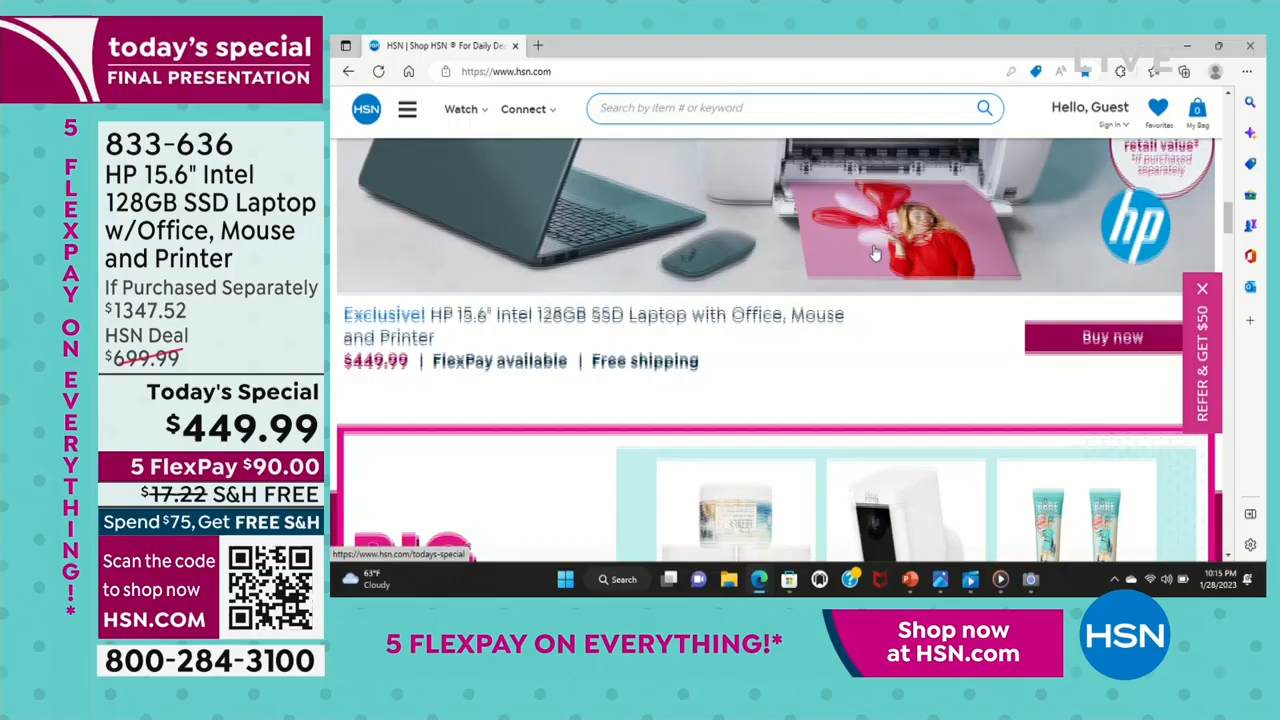 today's special
FINAL PRESENTATION
5 FLEXPAY ON EVERYTHING!*
833-636
HP 15.6" Intel
128GB SSD Laptop
w/Office, Mouse
and Printer
If Purchased Separately
$1347.52
HSN Deal
$699.99
Today's Special
$449.99
5 FlexPay $90.00
$17.22 S&H FREE
Spend $75, Get FREE S&H
Scan the code
to shop now
HSN.COM
800-284-3100
HSN | Shop HSN ® For Daily De
LIVE
https://www.hsn.com
HSN
Watch
Connect
Search by item # or keyword
Hello, Guest
Sign In
Favorites
0
My Bag
retail value*
*if purchased
separately
hp
Exclusive! HP 15.6" Intel 128GB SSD Laptop with Office, Mouse
and Printer
$449.99 | FlexPay available | Free shipping
Buy now
REFER & GET $50
BIG
https://www.hsn.com/todays-special
63°F
Cloudy
Search
10:15 PM
1/28/2023
5 FLEXPAY ON EVERYTHING!*
Shop now
at HSN.com
HSN